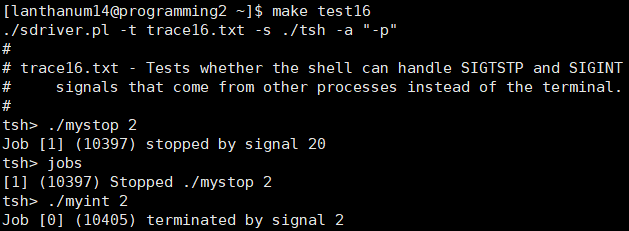 [lanthanum14@programming2 ~]$ make test16
./sdriver.pl -t trace16.txt -s ./tsh -a "-p"
#
# trace16.txt - Tests whether the shell can handle SIGTSTP and SIGINT
#     signals that come from other processes instead of the terminal.
#
tsh> ./mystop 2
Job [1] (10397) stopped by signal 20
tsh> jobs
[1] (10397) Stopped ./mystop 2
tsh> ./myint 2
Job [0] (10405) terminated by signal 2